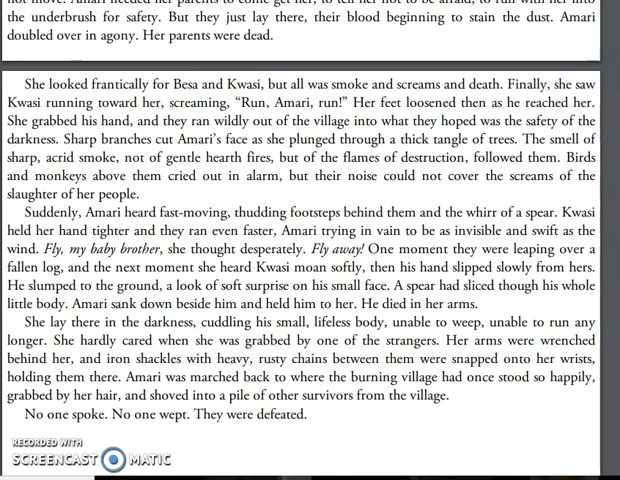 the underbrush for safety. But they just lay there, their blood beginning to stain the dust. Amari
doubled over in agony. Her parents were dead.
She looked frantically for Besa and Kwasi, but all was smoke and screams and death. Finally, she saw
Kwasi running toward her, screaming, “Run, Amari, run!” Her feet loosened then as he reached her.
She grabbed his hand, and they ran wildly out of the village into what they hoped was the safety of the
darkness. Sharp branches cut Amari’s face as she plunged through a thick tangle of trees. The smell of
sharp, acrid smoke, not of gentle hearth fires, but of the flames of destruction, followed them. Birds
and monkeys above them cried out in alarm, but their noise could not cover the screams of the
slaughter of her people.
Suddenly, Amari heard fast-moving, thudding footsteps behind them and the whirr of a spear. Kwasi
held her hand tighter and they ran even faster, Amari trying in vain to be as invisible and swift as the
wind. Fly, my baby brother, she thought desperately. Fly away! One moment they were leaping over a
fallen log, and the next moment she heard Kwasi moan softly, then his hand slipped slowly from hers.
He slumped to the ground, a look of soft surprise on his small face. A spear had sliced though his whole
little body. Amari sank down beside him and held him to her. He died in her arms.
She lay there in the darkness, cuddling his small, lifeless body, unable to weep, unable to run any
longer. She hardly cared when she was grabbed by one of the strangers. Her arms were wrenched
behind her, and iron shackles with heavy, rusty chains between them were snapped onto her wrists,
holding them there. Amari was marched back to where the burning village had once stood so happily,
grabbed by her hair, and shoved into a pile of other survivors from the village.
No one spoke. No one wept. They were defeated.
RECORDED WITH
SCREENCAST MATIC